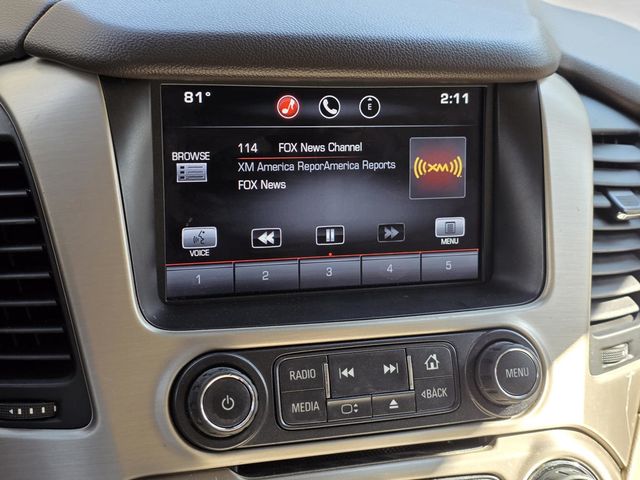 81° E 2:11
114 FOX News Channel
BROWSE XM America ReporAmerica Reports
FOX News
((XM))
VOICE MENU
1 2 3 4 5
RADIO MENU
MEDIA BACK